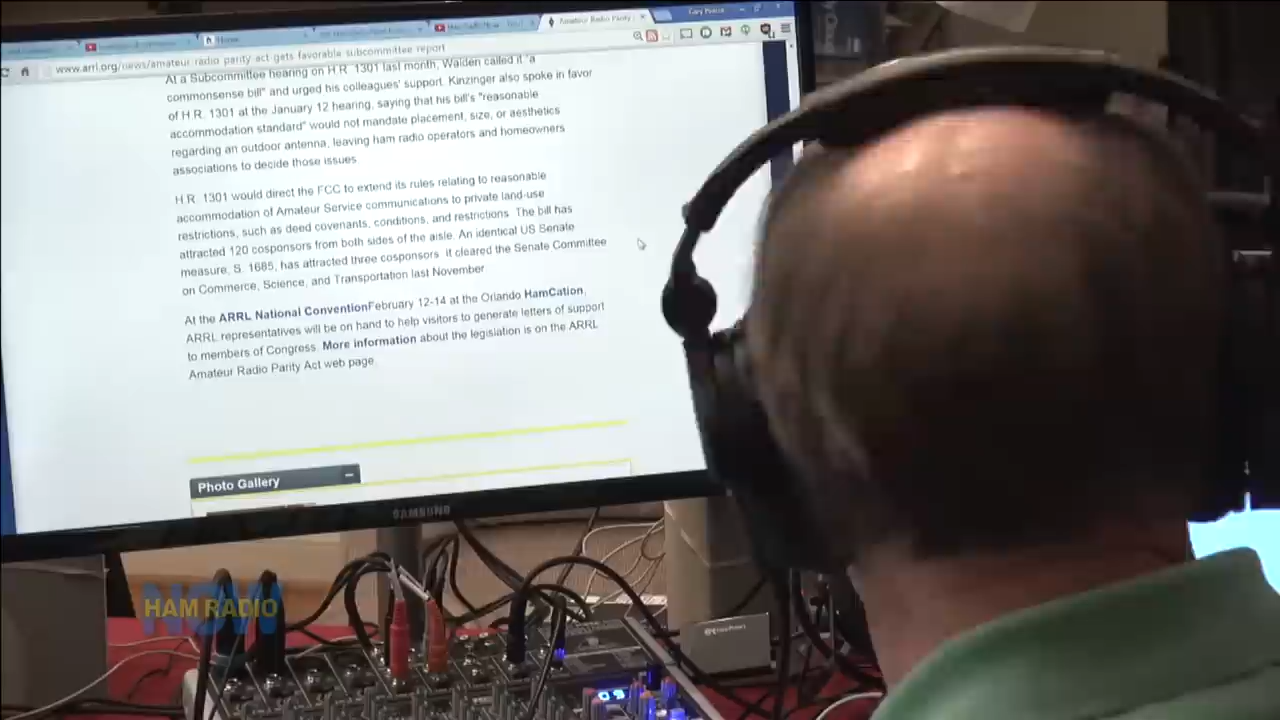 Amateur Radio Parity
www.arrl.org/news/amateur-radio-parity-act-gets-favorable-subcommittee-report
At a Subcommittee hearing on H.R. 1301 last month, Walden called it "a
commonsense bill" and urged his colleagues' support. Kinzinger also spoke in favor
of H.R. 1301 at the January 12 hearing, saying that his bill's "reasonable
accommodation standard" would not mandate placement, size, or aesthetics
regarding an outdoor antenna, leaving ham radio operators and homeowners
associations to decide those issues.
H.R. 1301 would direct the FCC to extend its rules relating to reasonable
accommodation of Amateur Service communications to private land-use
restrictions, such as deed covenants, conditions, and restrictions. The bill has
attracted 120 cosponsors from both sides of the aisle. An identical US Senate
measure, S. 1685, has attracted three cosponsors. It cleared the Senate Committee
on Commerce, Science, and Transportation last November.
At the ARRL National ConventionFebruary 12-14 at the Orlando HamCation,
ARRL representatives will be on hand to help visitors to generate letters of support
to members of Congress. More information about the legislation is on the ARRL
Amateur Radio Parity Act web page.
Photo Gallery
SAMSUNG
HAM RADIO
NOW